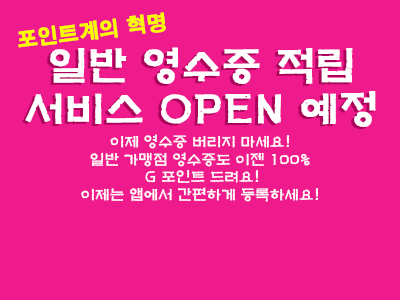 포인트계의 혁명
일반 영수증 적립
서비스 OPEN 예정
이제 영수증 버리지 마세요!
일반 가맹점 영수증도 이젠 100%
G 포인트 드려요!
이제는 앱에서 간편하게 등록하세요!